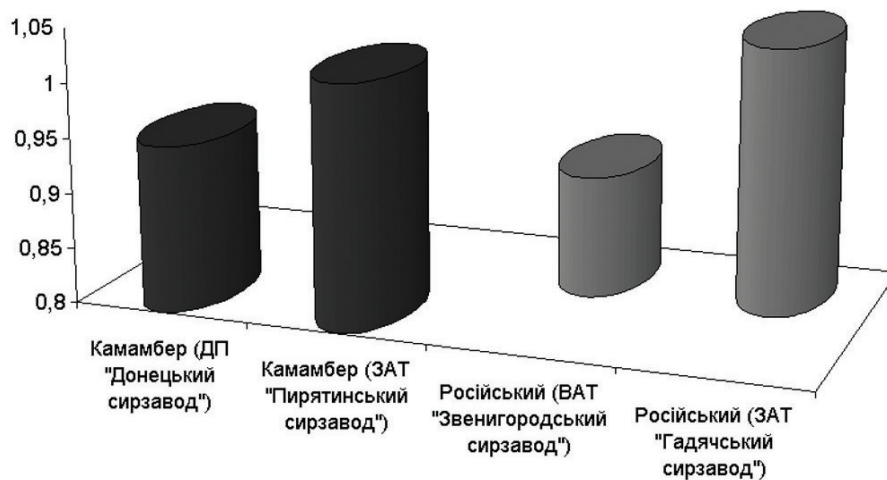 1,05
1
0,95
0,9
0,85
0,8
Камамбер (ДП
"Донецький
сирзавод")
Камамбер (ЗАТ
"Пирятинський
сирзавод")
Російський (ВАТ
"Звенигородський
сирзавод")
Російський (ЗАТ
"Гадячський
сирзавод")